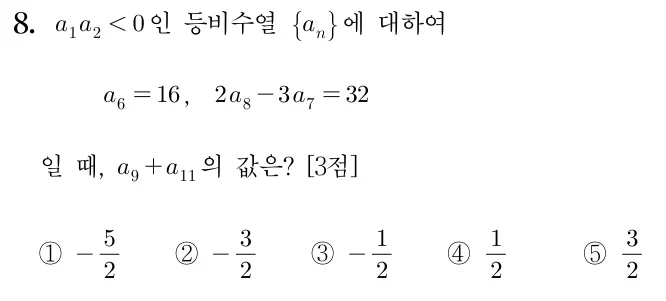 8. a₁a₂ < 0인 등비수열 {aₙ}에 대하여
a₆ = 16, 2a₈ − 3a₇ = 32
일 때, a₉ + a₁₁의 값은? [3점]
① −5/2 ② −3/2 ③ −1/2 ④ 1/2 ⑤ 3/2